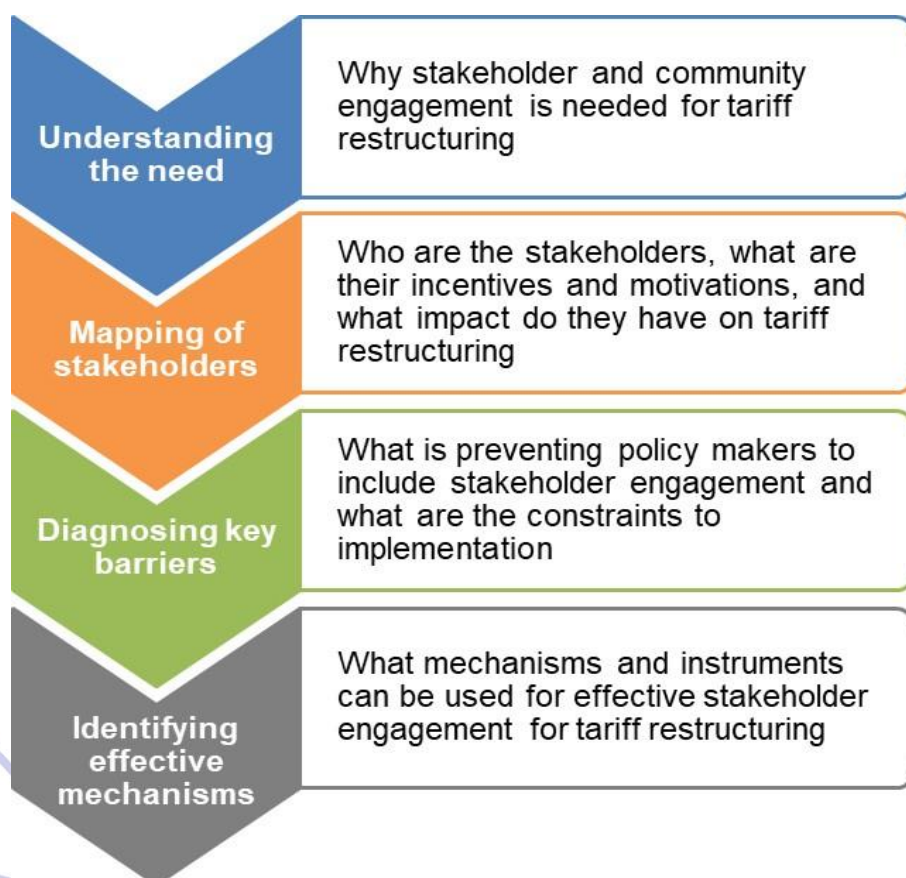 Understanding
the need
Why stakeholder and community
engagement is needed for tariff
restructuring
Mapping of
stakeholders
Who are the stakeholders, what are
their incentives and motivations, and
what impact do they have on tariff
restructuring
Diagnosing key
barriers
What is preventing policy makers to
include stakeholder engagement and
what are the constraints to
implementation
Identifying
effective
mechanisms
What mechanisms and instruments
can be used for effective stakeholder
engagement for tariff restructuring